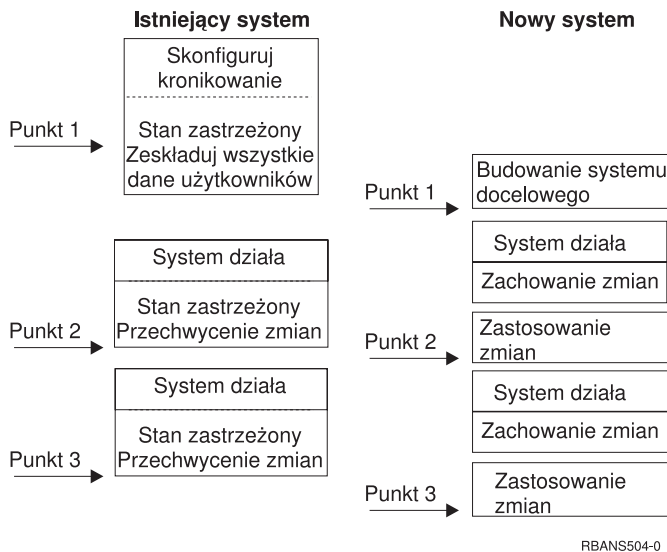 Istniejący system
Skonfiguruj
kronikowanie
Punkt 1
Stan zastrzeżony
Zeskładuj wszystkie
dane użytkowników
System działa
Punkt 2
Stan zastrzeżony
Przechwycenie zmian
System działa
Punkt 3
Stan zastrzeżony
Przechwycenie zmian
Nowy system
Punkt 1
Budowanie systemu
docelowego
System działa
Zachowanie zmian
Punkt 2
Zastosowanie
zmian
System działa
Zachowanie zmian
Punkt 3
Zastosowanie
zmian
RBANS504-0